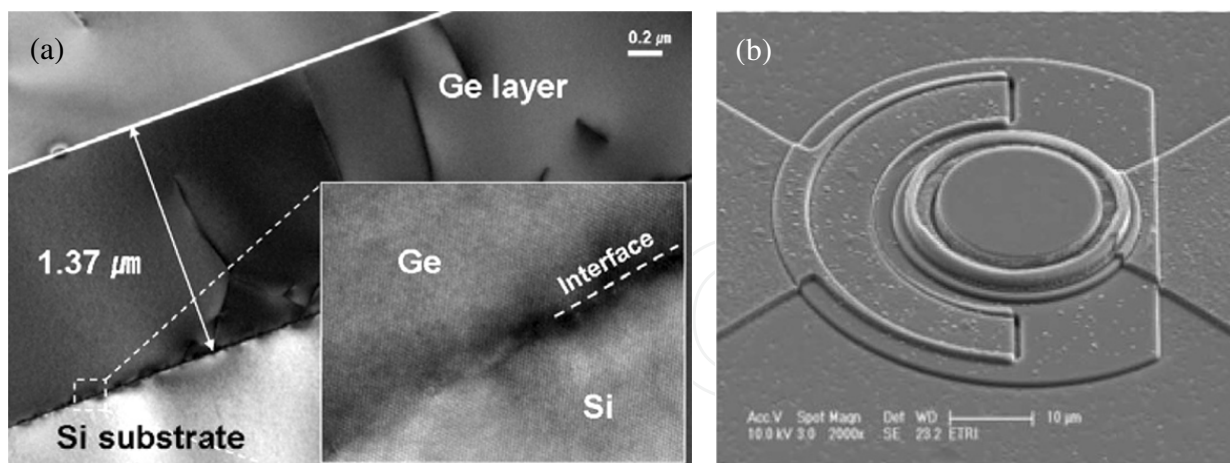 (a)
0.2 ㎛
Ge layer
1.37 ㎛
Ge
Interface
Si
Si substrate
(b)
Acc.V Spot Magn Det WD
10.0 kV 3.0 2000x SE 23.2 ETRI
10 µm